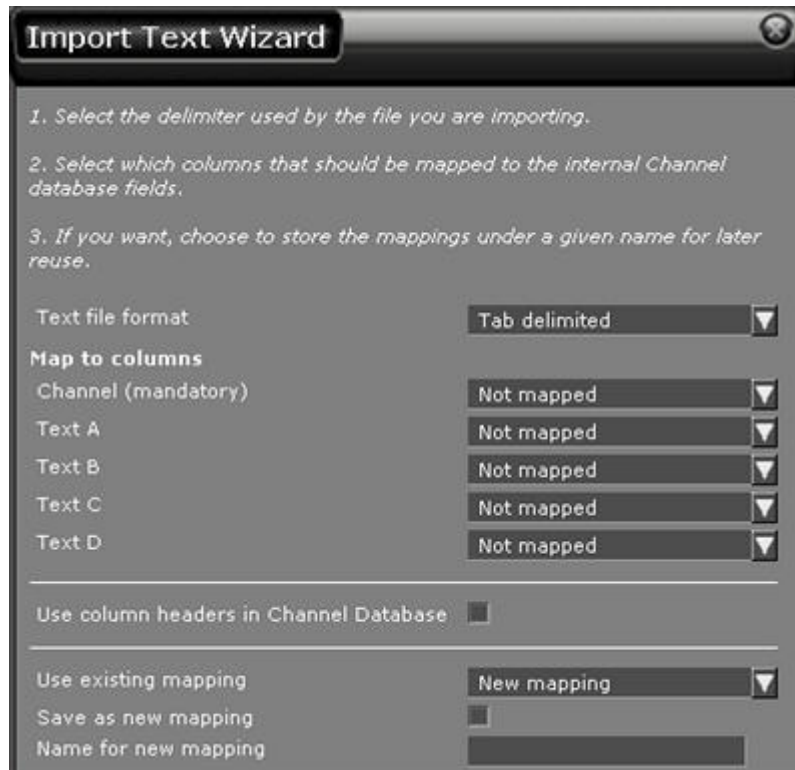 Import Text Wizard
1. Select the delimiter used by the file you are importing.
2. Select which columns that should be mapped to the internal Channel
database fields.
3. If you want, choose to store the mappings under a given name for later
reuse.
Text file format Tab delimited
Map to columns
Channel (mandatory) Not mapped
Text A Not mapped
Text B Not mapped
Text C Not mapped
Text D Not mapped
Use column headers in Channel Database
Use existing mapping New mapping
Save as new mapping
Name for new mapping